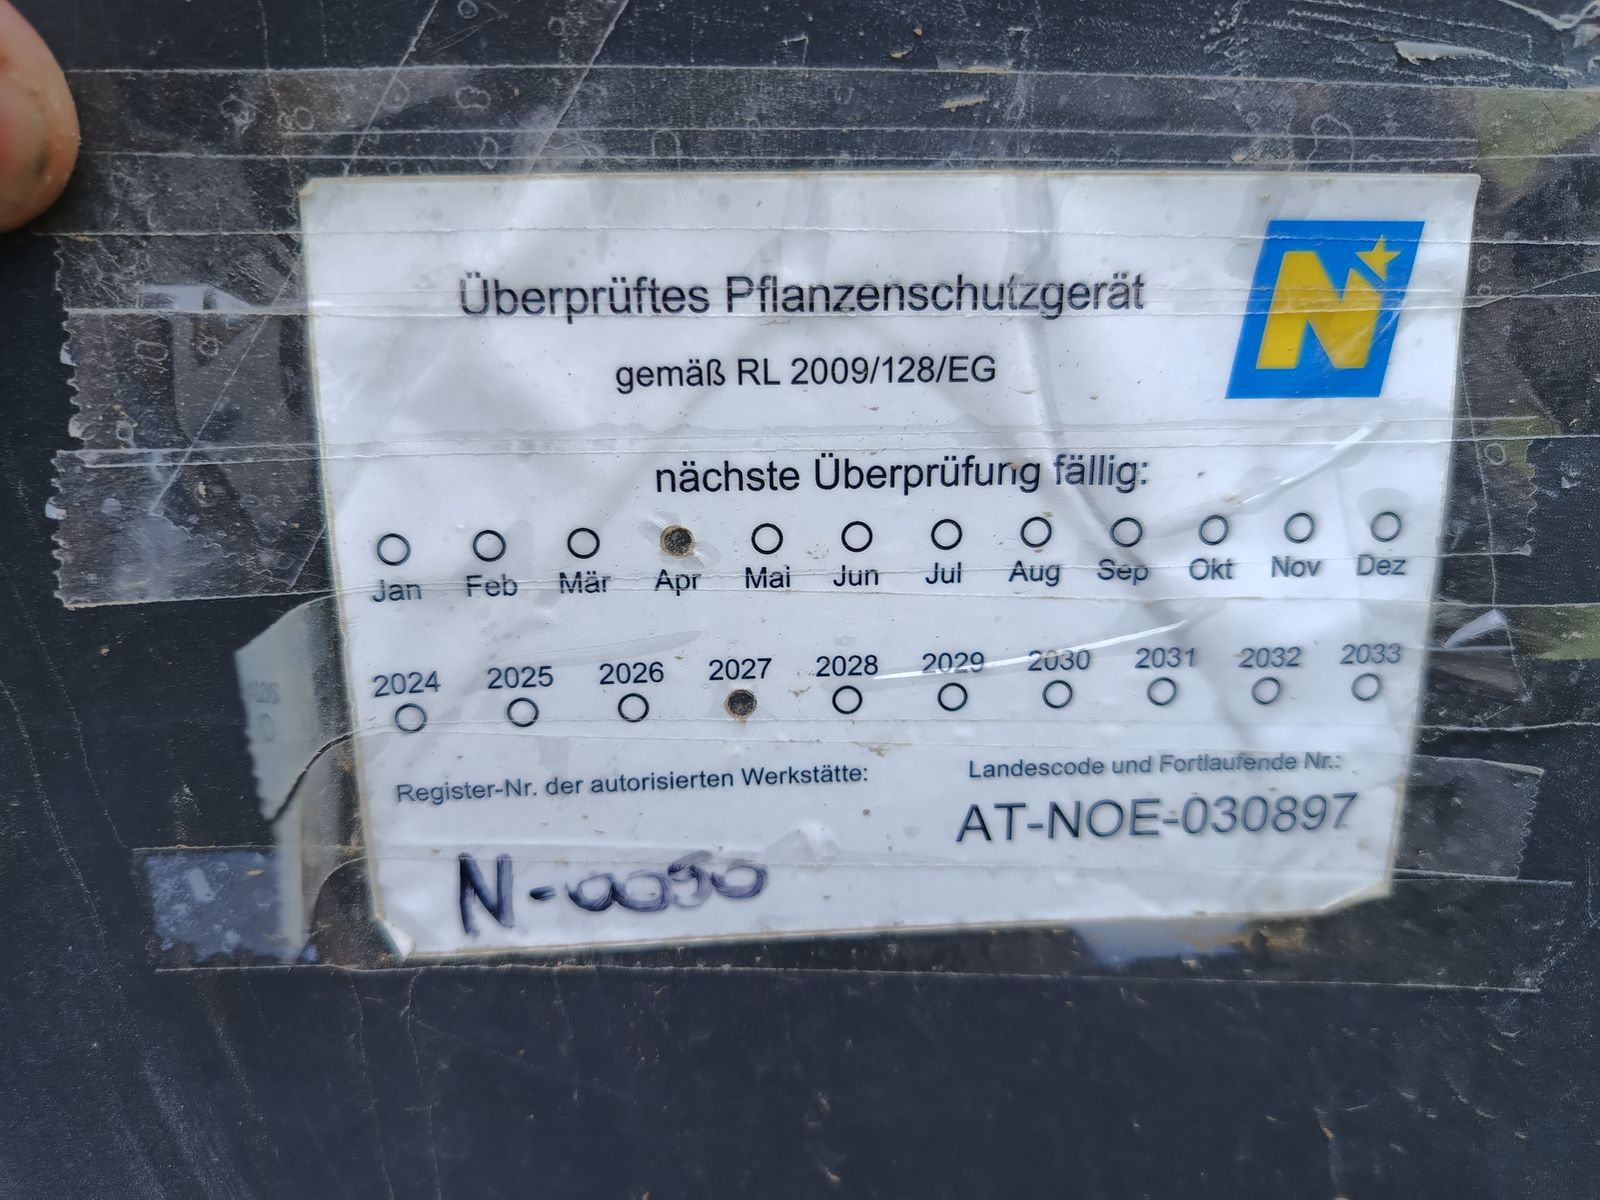 Überprüftes Pflanzenschutzgerät
N
gemäß RL 2009/128/EG
nächste Überprüfung fällig:
Jan Feb Mär Apr Mai Jun Jul Aug Sep Okt Nov Dez
2024 2025 2026 2027 2028 2029 2030 2031 2032 2033
Register-Nr. der autorisierten Werkstätte:
Landescode und Fortlaufende Nr.:
AT-NOE-030897
N-0050